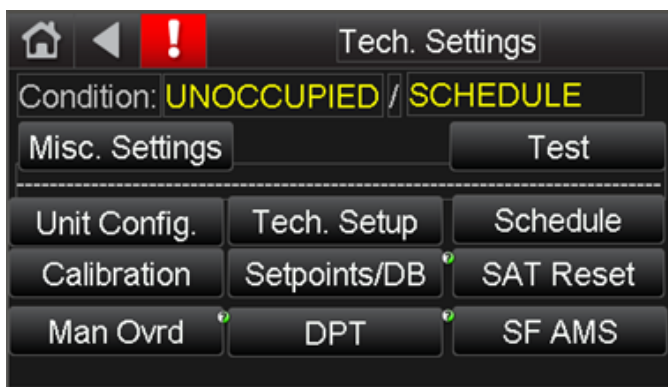 Tech. Settings
Condition: UNOCCUPIED / SCHEDULE
Misc. Settings Test
Unit Config. Tech. Setup Schedule
Calibration Setpoints/DB SAT Reset
Man Ovrd DPT SF AMS